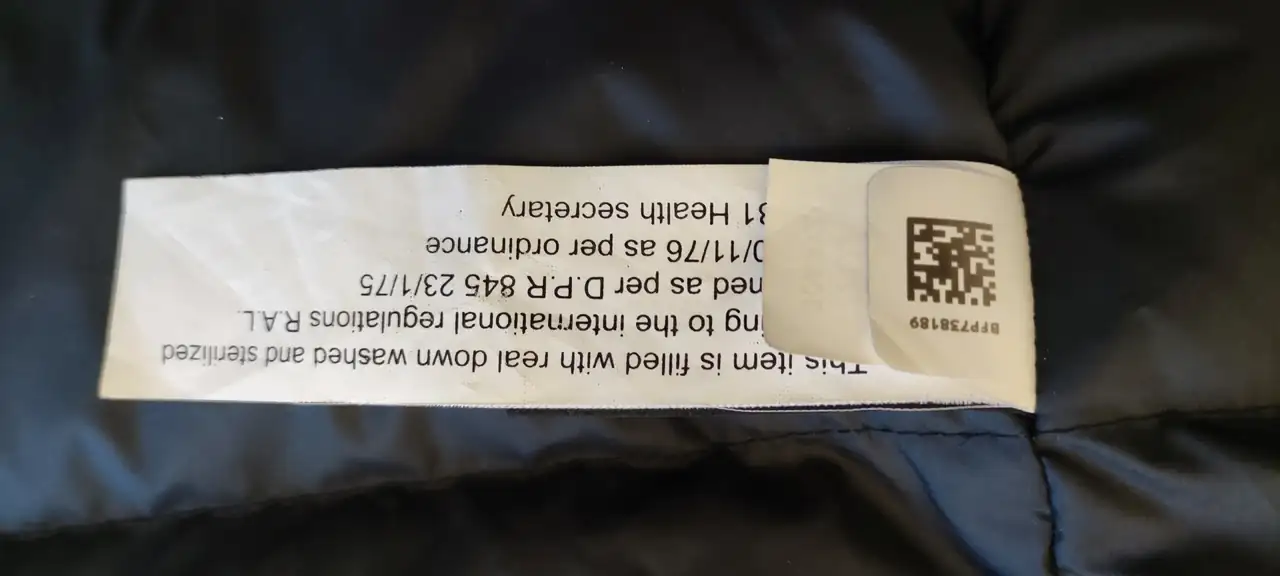 BFP738189
This item is filled with real down washed and sterilized
ing to the international regulations R.A.L.
ned as per D.P.R 845 23/1/75
0/11/76 as per ordinance
31 Health secretary